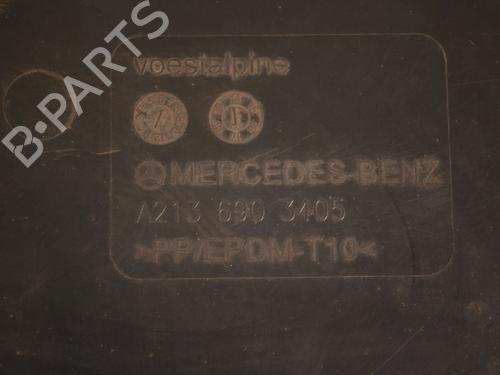 B-PARTS
voestalpine
MERCEDES-BENZ
A213 690 3405
>PP/EPDM-T10<